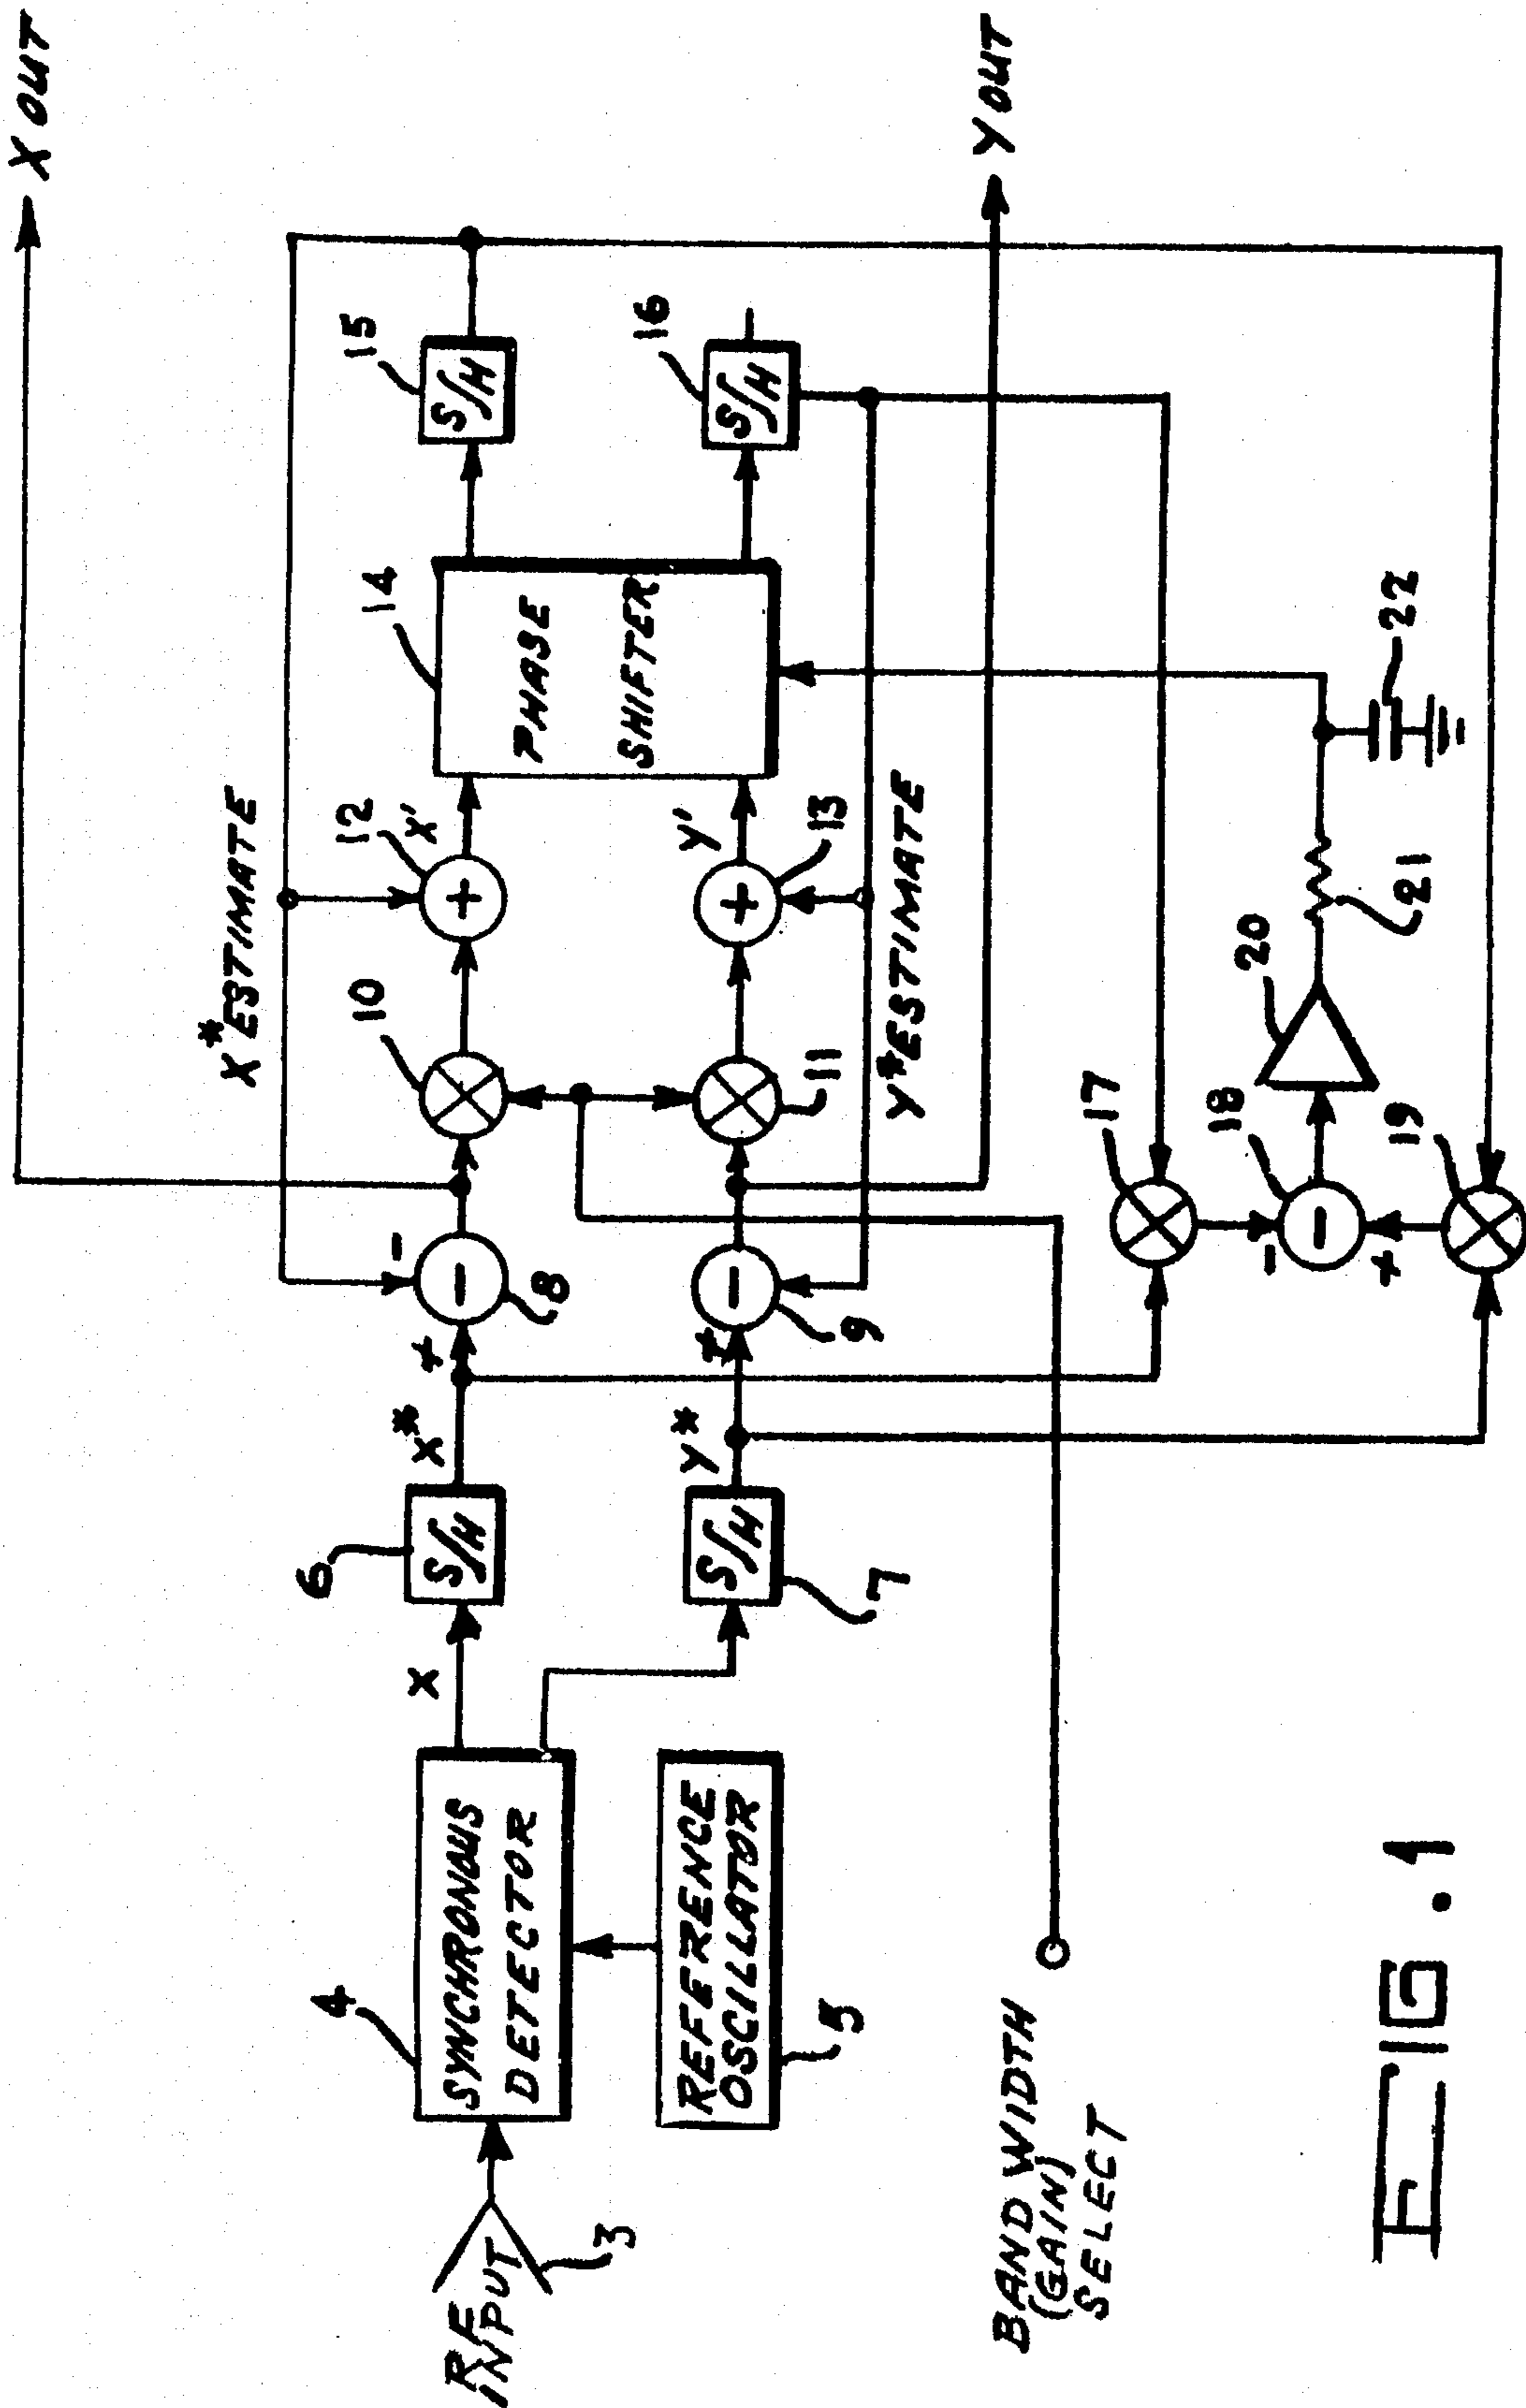 X OUT
X* ESTIMATE
15
14
12
X'
10
S/H
6
X*
+
-
-
8
X
S/H
+
PHASE
SHIFTER
16
S/H
4
SYNCHRONOUS
DETECTOR
RF
INPUT
3
Y*
S/H
7
+
-
9
11
Y'
+
13
REFERENCE
OSCILLATOR
5
Y* ESTIMATE
Y OUT
BAND WIDTH
(GAIN)
SELECT
17
18
-
-
+
19
20
21
22
FIG. 1